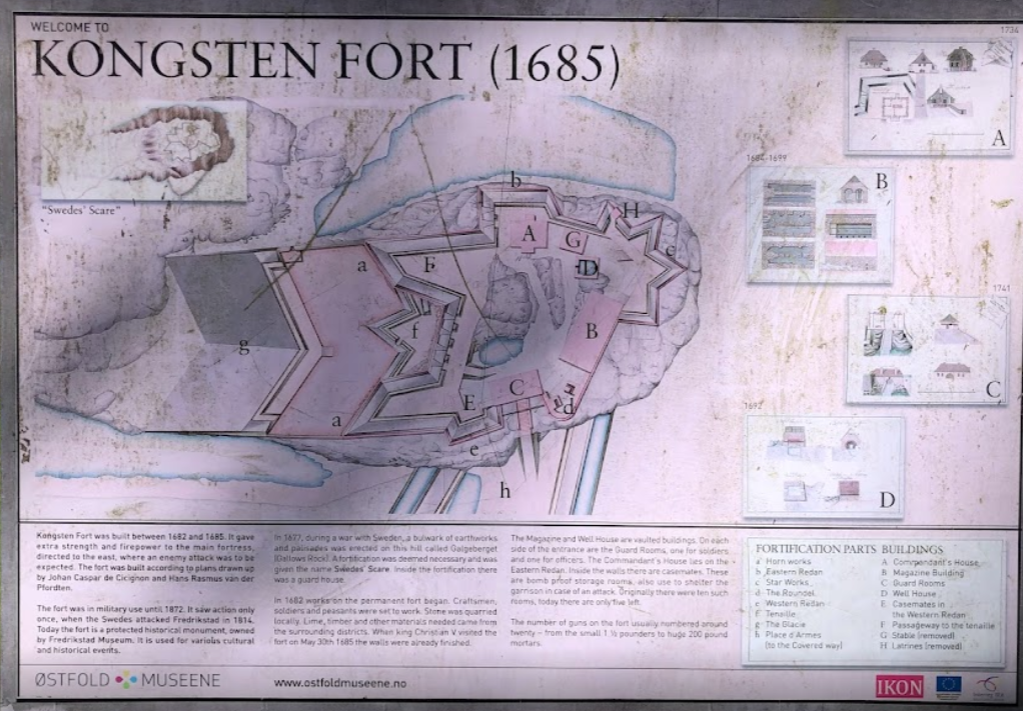 WELCOME TO
KONGSTEN FORT (1685)
"Swedes' Scare"
a
a
b
b
A
H
G
c
D
B
f
g
C
d
E
e
h
1734
A
1684-1699
B
1741
C
1692
D
Kongsten Fort was built between 1682 and 1685. It gave
extra strength and firepower to the main fortress,
directed to the east, where an enemy attack was to be
expected. The fort was built according to plans drawn up
by Johan Caspar de Cicignon and Hans Rasmus van der
Pfordten.
The fort was in military use until 1872. It saw action only
once, when the Swedes attacked Fredrikstad in 1814.
Today the fort is a protected historical monument, owned
by Fredrikstad Museum. It is used for various cultural
and historical events.
In 1677, during a war with Sweden, a bulwark of earthworks
and palisades was erected on this hill called Galgeberget
(Gallows Rock). A fortification was deemed necessary and was
given the name Swedes' Scare. Inside the fortification there
was a guard house.
In 1682 works on the permanent fort began. Craftsmen,
soldiers and peasants were set to work. Stone was quarried
locally. Lime, timber and other materials needed came from
the surrounding districts. When king Christian V visited the
fort on May 30th 1685 the walls were already finished.
The Magazine and Well House are vaulted buildings. On each
side of the entrance are the Guard Rooms, one for soldiers
and one for officers. The Commandant's House lies on the
Eastern Redan. Inside the walls there are casemates. These
are bomb proof storage rooms, also use to shelter the
garrison in case of an attack. Originally there were ten such
rooms, today there are only five left.
The number of guns on the fort usually numbered around
twenty – from the small 1 ½ pounders to huge 200 pound
mortars.
FORTIFICATION PARTS
a Horn works
b Eastern Redan
c Star Works
d The Roundel
e Western Redan
f Tenaille
g The Glacie
h Place d'Armes
(to the Covered way)
BUILDINGS
A Commandant's House
B Magazine Building
C Guard Rooms
D Well House
E Casemates in
the Western Redan
F Passageway to the tenaille
G Stable (removed)
H Latrines (removed)
ØSTFOLD MUSEENE
www.ostfoldmuseene.no
IKON